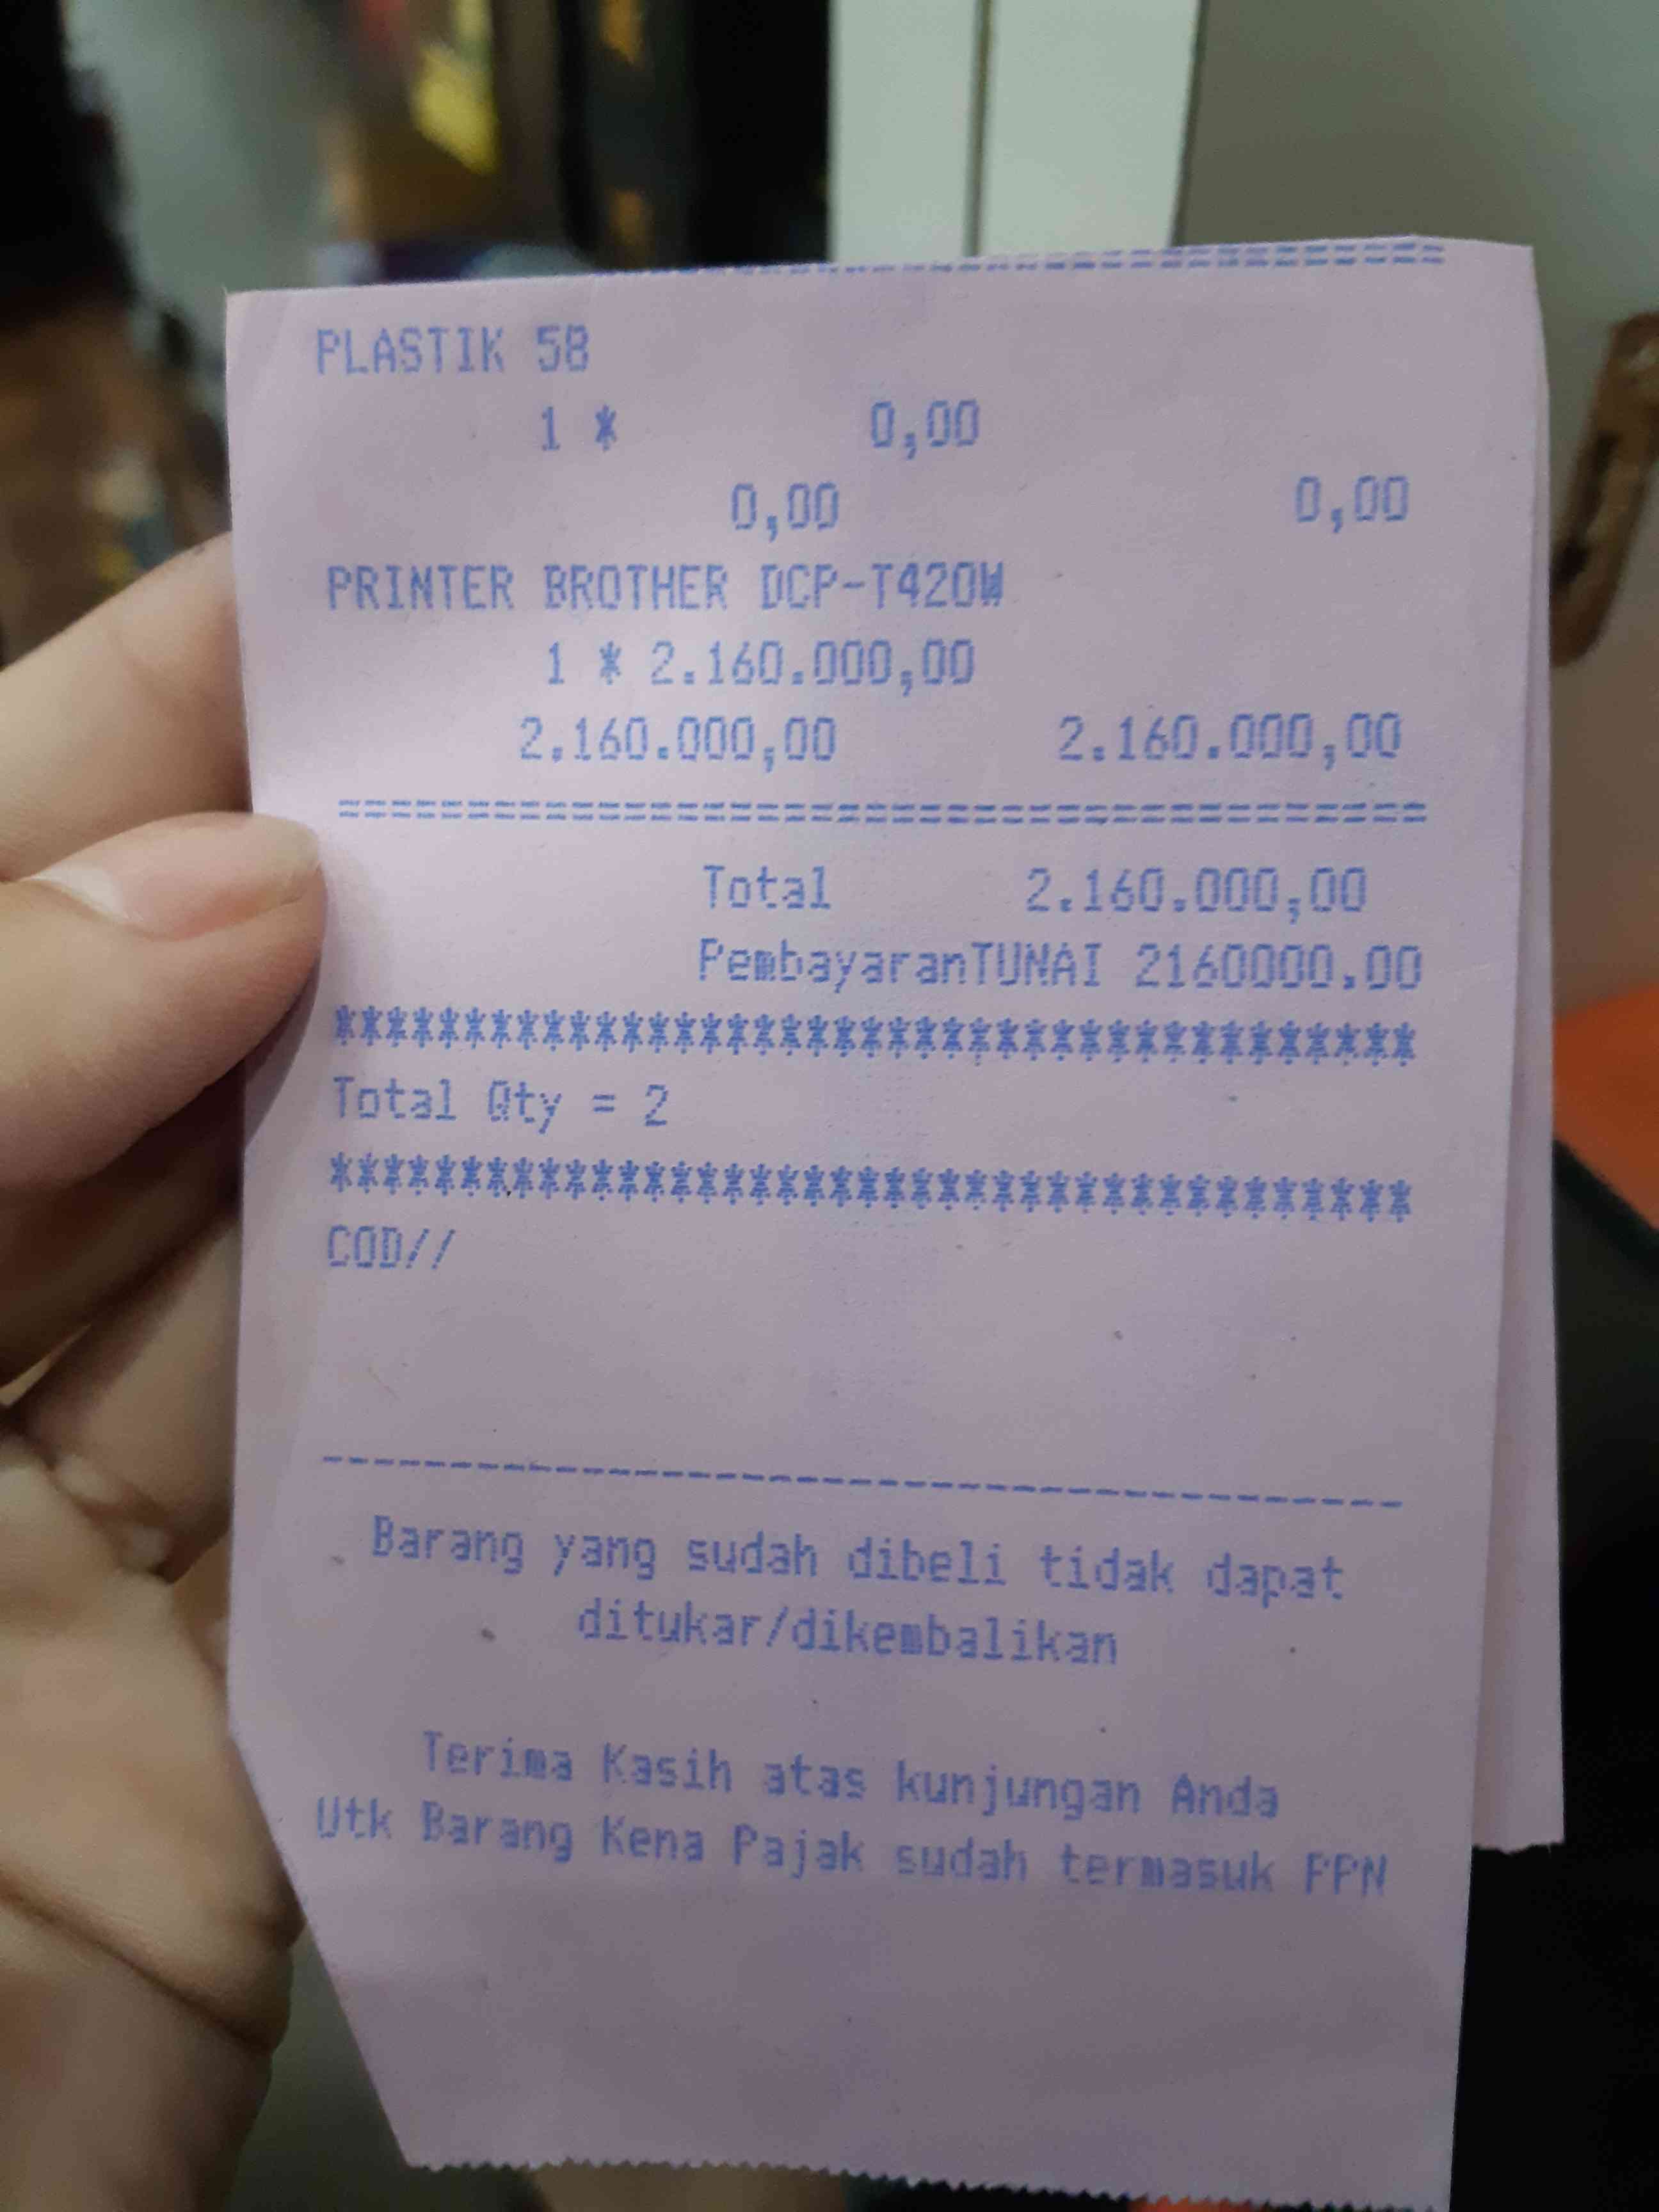 PLASTIK 58
1 * 0,00
0,00 0,00
PRINTER BROTHER DCP-T420W
1 * 2.160.000,00
2.160.000,00 2.160.000,00
================================================
Total 2.160.000,00
PembayaranTUNAI 2160000.00
****************************************
Total Qty = 2
****************************************
COD//
----------------------------------------
Barang yang sudah dibeli tidak dapat
ditukar/dikembalikan
Terima Kasih atas kunjungan Anda
Utk Barang Kena Pajak sudah termasuk PPN